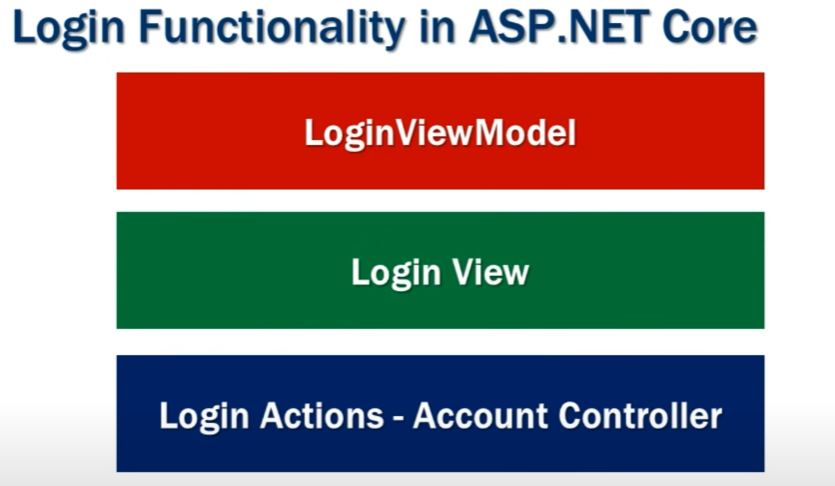 Login Functionality in ASP.NET Core
LoginViewModel
Login View
Login Actions - Account Controller